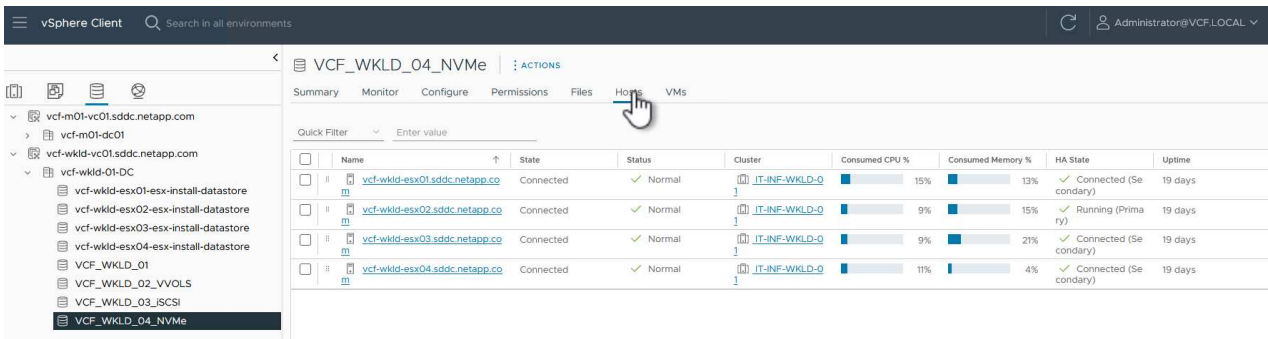 vSphere Client Search in all environments Administrator@VCF.LOCAL
VCF_WKLD_04_NVMe ACTIONS
Summary Monitor Configure Permissions Files Hosts VMs
vcf-m01-vc01.sddc.netapp.com
vcf-m01-dc01
vcf-wkld-vc01.sddc.netapp.com
vcf-wkld-01-DC
vcf-wkld-esx01-esx-install-datastore
vcf-wkld-esx02-esx-install-datastore
vcf-wkld-esx03-esx-install-datastore
vcf-wkld-esx04-esx-install-datastore
VCF_WKLD_01
VCF_WKLD_02_VVOLS
VCF_WKLD_03_iSCSI
VCF_WKLD_04_NVMe
Quick Filter Enter value
Name State Status Cluster Consumed CPU % Consumed Memory % HA State Uptime
vcf-wkld-esx01.sddc.netapp.co Connected Normal IT-INF-WKLD-0 15% 13% Connected (Se 19 days
m 1 condary)
vcf-wkld-esx02.sddc.netapp.co Connected Normal IT-INF-WKLD-0 9% 15% Running (Prima 19 days
m 1 ry)
vcf-wkld-esx03.sddc.netapp.co Connected Normal IT-INF-WKLD-0 9% 21% Connected (Se 19 days
m 1 condary)
vcf-wkld-esx04.sddc.netapp.co Connected Normal IT-INF-WKLD-0 11% 4% Connected (Se 19 days
m 1 condary)